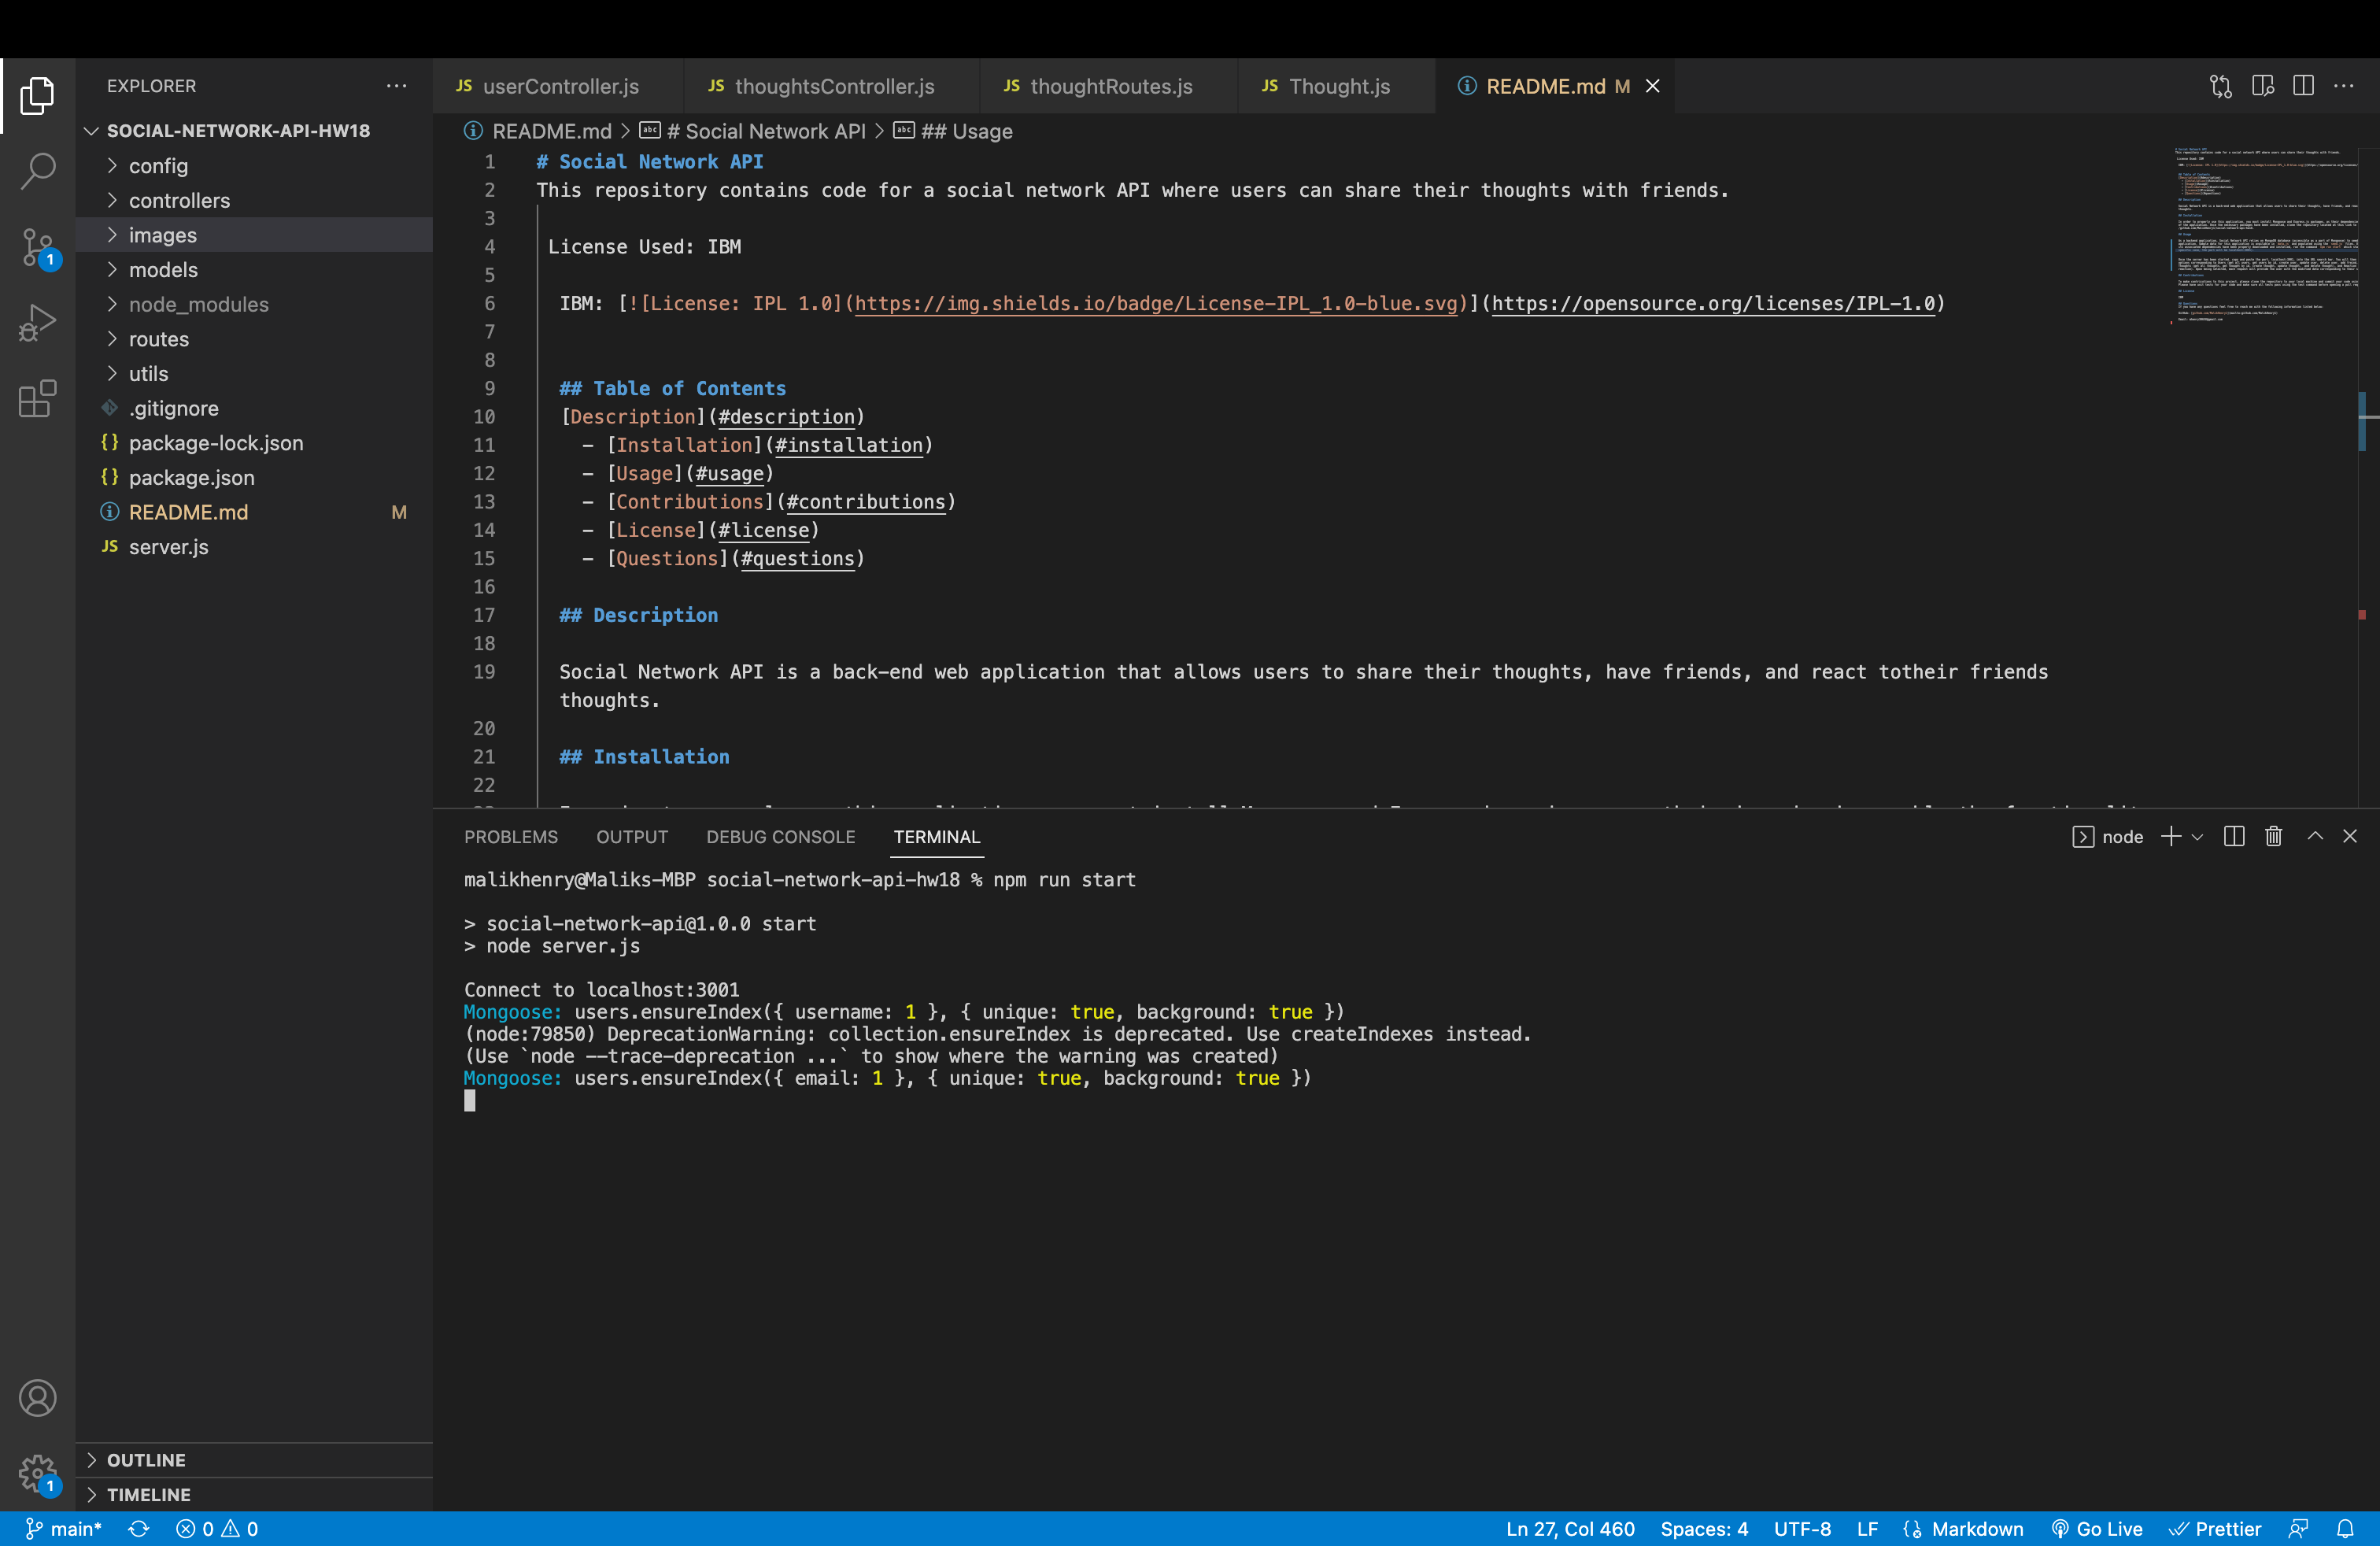 EXPLORER
SOCIAL-NETWORK-API-HW18
config
controllers
images
models
node_modules
routes
utils
.gitignore
{} package-lock.json
{} package.json
README.md M
JS server.js
OUTLINE
TIMELINE
1
1
JS userController.js
JS thoughtsController.js
JS thoughtRoutes.js
JS Thought.js
README.md M
README.md > # Social Network API > ## Usage
1 # Social Network API
2 This repository contains code for a social network API where users can share their thoughts with friends.
3
4 License Used: IBM
5
6 IBM: [![License: IPL 1.0](https://img.shields.io/badge/License-IPL_1.0-blue.svg)](https://opensource.org/licenses/IPL-1.0)
7
8
9 ## Table of Contents
10 [Description](#description)
11 - [Installation](#installation)
12 - [Usage](#usage)
13 - [Contributions](#contributions)
14 - [License](#license)
15 - [Questions](#questions)
16
17 ## Description
18
19 Social Network API is a back-end web application that allows users to share their thoughts, have friends, and react totheir friends
thoughts.
20
21 ## Installation
22
PROBLEMS OUTPUT DEBUG CONSOLE TERMINAL
node
malikhenry@Maliks-MBP social-network-api-hw18 % npm run start
> social-network-api@1.0.0 start
> node server.js
Connect to localhost:3001
Mongoose: users.ensureIndex({ username: 1 }, { unique: true, background: true })
(node:79850) DeprecationWarning: collection.ensureIndex is deprecated. Use createIndexes instead.
(Use `node --trace-deprecation ...` to show where the warning was created)
Mongoose: users.ensureIndex({ email: 1 }, { unique: true, background: true })
main* 0 0
Ln 27, Col 460 Spaces: 4 UTF-8 LF Markdown Go Live Prettier